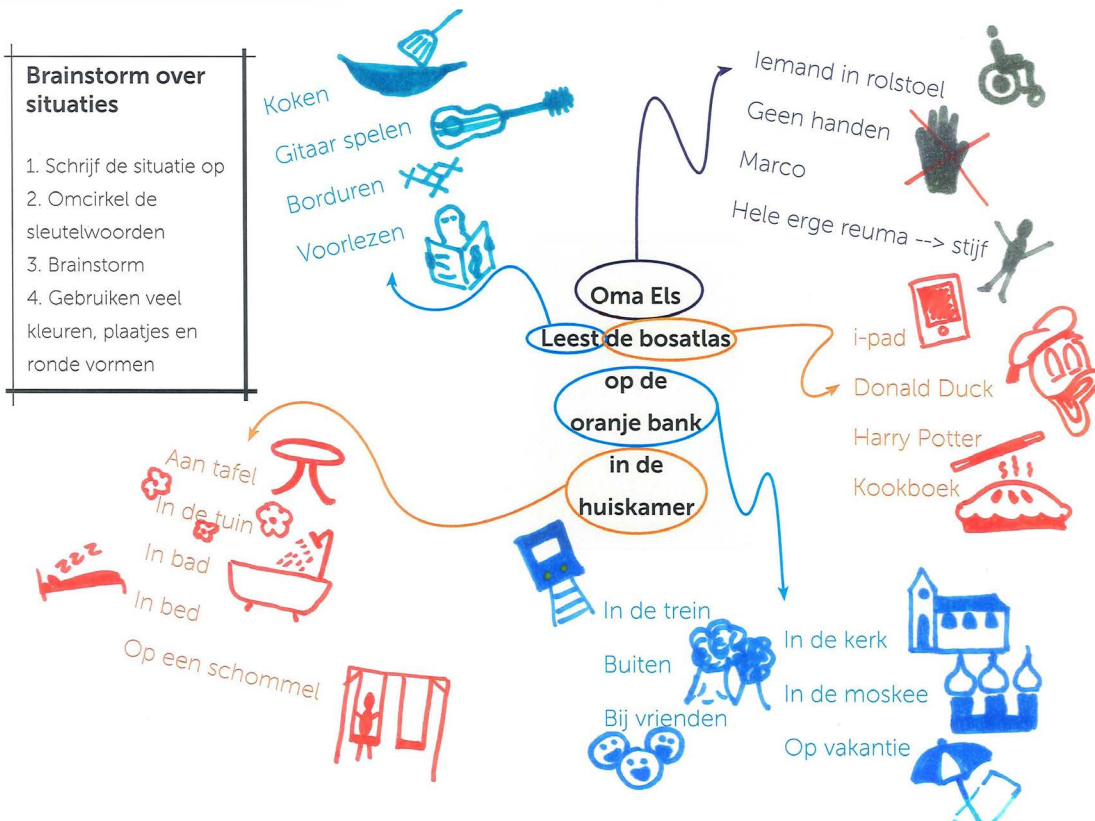 Brainstorm over
situaties
1. Schrijf de situatie op
2. Omcirkel de
sleutelwoorden
3. Brainstorm
4. Gebruiken veel
kleuren, plaatjes en
ronde vormen
Koken
Gitaar spelen
Borduren
Voorlezen
Iemand in rolstoel
Geen handen
Marco
Hele erge reuma --> stijf
Oma Els
Leest de bosatlas
op de
oranje bank
in de
huiskamer
i-pad
Donald Duck
Harry Potter
Kookboek
Aan tafel
In de tuin
In bad
zzz
In bed
Op een schommel
In de trein
Buiten
Bij vrienden
In de kerk
In de moskee
Op vakantie